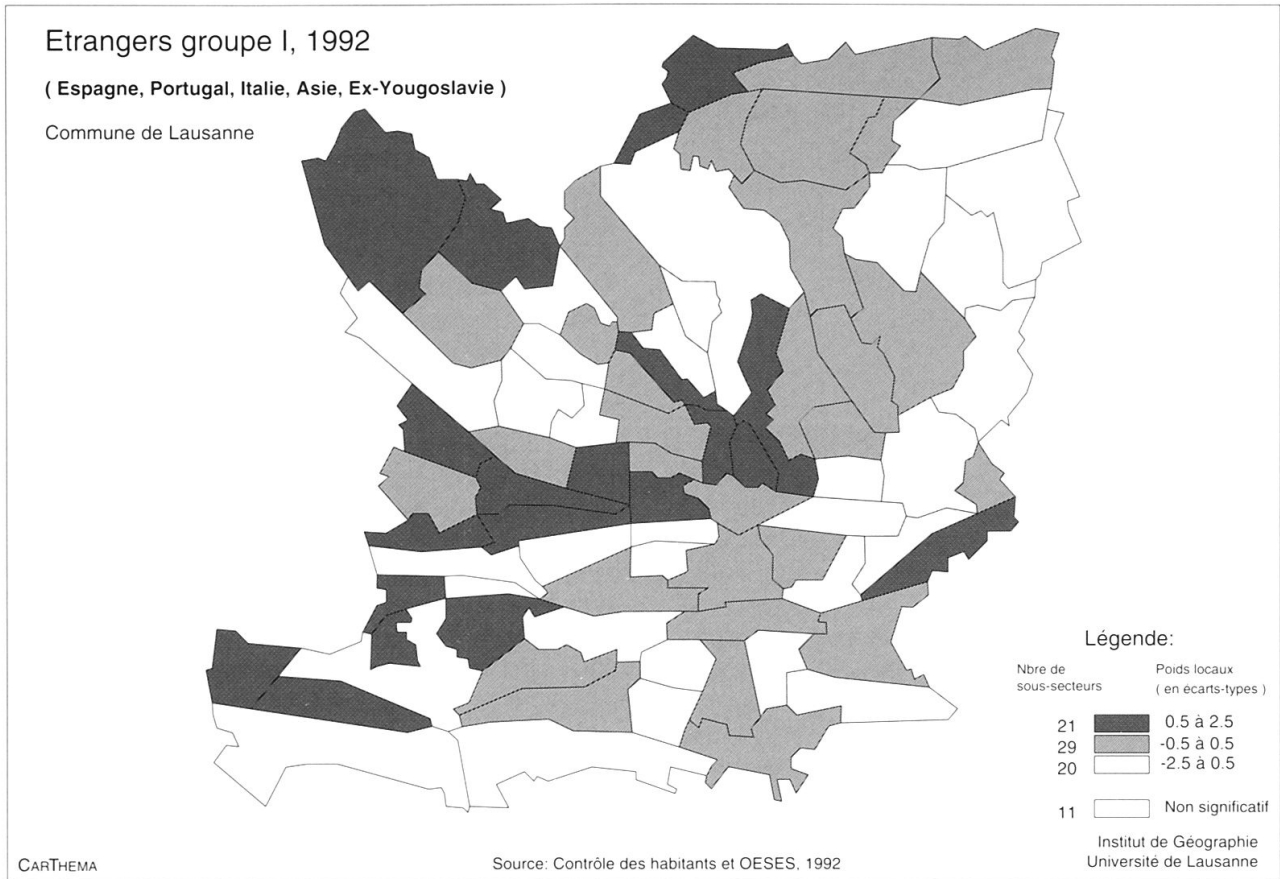 Etrangers groupe I, 1992
( Espagne, Portugal, Italie, Asie, Ex-Yougoslavie )
Commune de Lausanne
Légende:
Nbre de sous-secteurs
Poids locaux ( en écarts-types )
21 0.5 à 2.5
29 -0.5 à 0.5
20 -2.5 à 0.5
11 Non significatif
Institut de Géographie
Université de Lausanne
CARTHEMA
Source: Contrôle des habitants et OESES, 1992